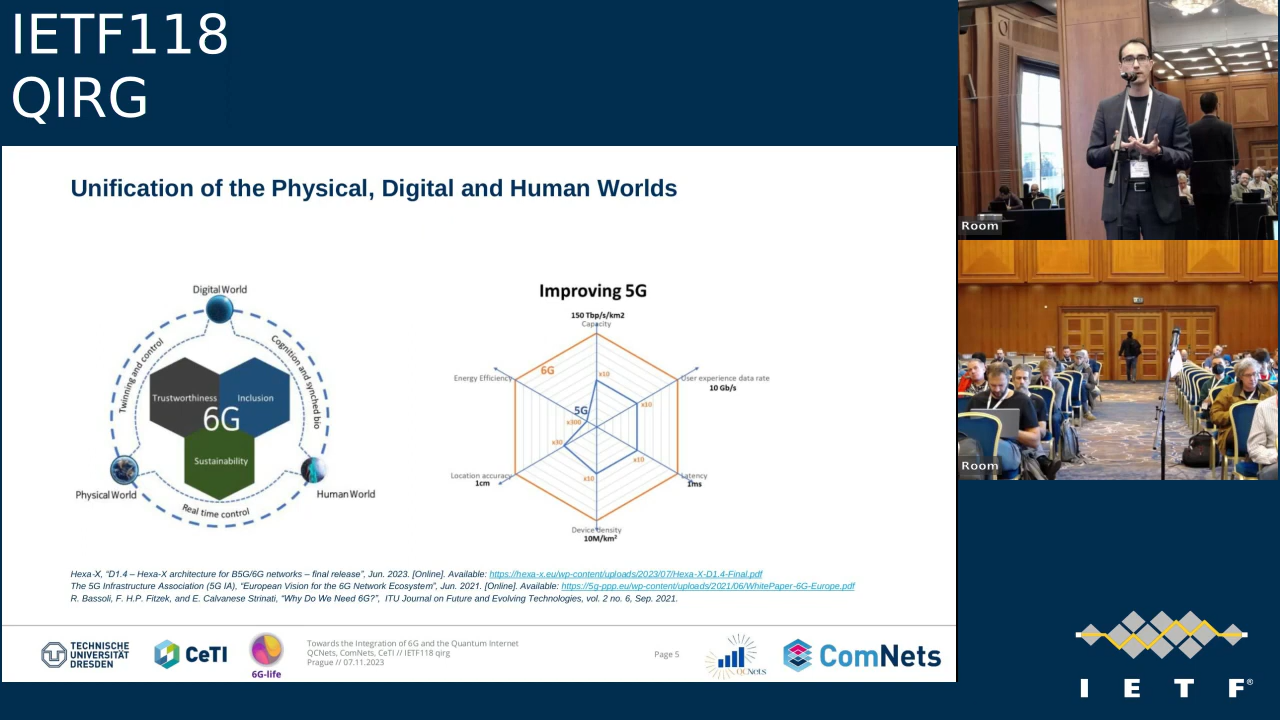 IETF118
QIRG
Unification of the Physical, Digital and Human Worlds
Digital World
Twinning and control
Cognition and synched bio
Trustworthiness
Inclusion
6G
Sustainability
Physical World
Human World
Real time control
Improving 5G
150 Tbp/s/km2
Capacity
6G
x10
Energy Efficiency
User experience data rate
10 Gb/s
5G
x10
x300
x30
x10
x50
Location accuracy
1cm
Latency
1ms
Device density
10M/km²
Hexa-X, “D1.4 – Hexa-X architecture for B5G/6G networks – final release”, Jun. 2023. [Online]. Available: https://hexa-x.eu/wp-content/uploads/2023/07/Hexa-X-D1.4-Final.pdf
The 5G Infrastructure Association (5G IA), “European Vision for the 6G Network Ecosystem”, Jun. 2021. [Online]. Available: https://5g-ppp.eu/wp-content/uploads/2021/06/WhitePaper-6G-Europe.pdf
R. Bassoli, F. H.P. Fitzek, and E. Calvanese Strinati, “Why Do We Need 6G?”, ITU Journal on Future and Evolving Technologies, vol. 2 no. 6, Sep. 2021.
TECHNISCHE
UNIVERSITÄT
DRESDEN
CeTI
6G-life
Towards the Integration of 6G and the Quantum Internet
QCNets, ComNets, CeTI // IETF118 qirg
Prague // 07.11.2023
Page 5
QCNets
ComNets
Room
Room
IETF®